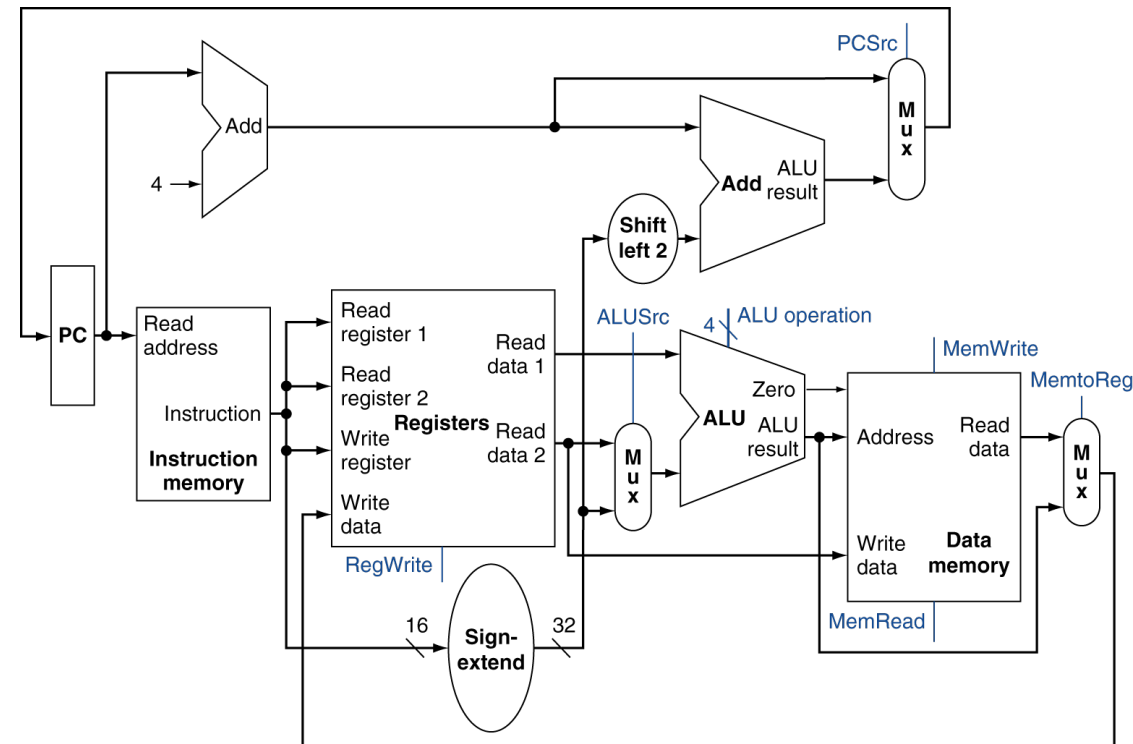 PCSrc
Add
4
M
u
x
Add
ALU
result
Shift
left 2
PC
Read
address
Instruction
Instruction
memory
Read
register 1
Read
register 2
Write
register
Write
data
Registers
Read
data 1
Read
data 2
RegWrite
16
Sign-
extend
32
ALUSrc
M
u
x
4
ALU operation
Zero
ALU
ALU
result
MemWrite
Address
Read
data
Write
data
Data
memory
MemRead
MemtoReg
M
u
x